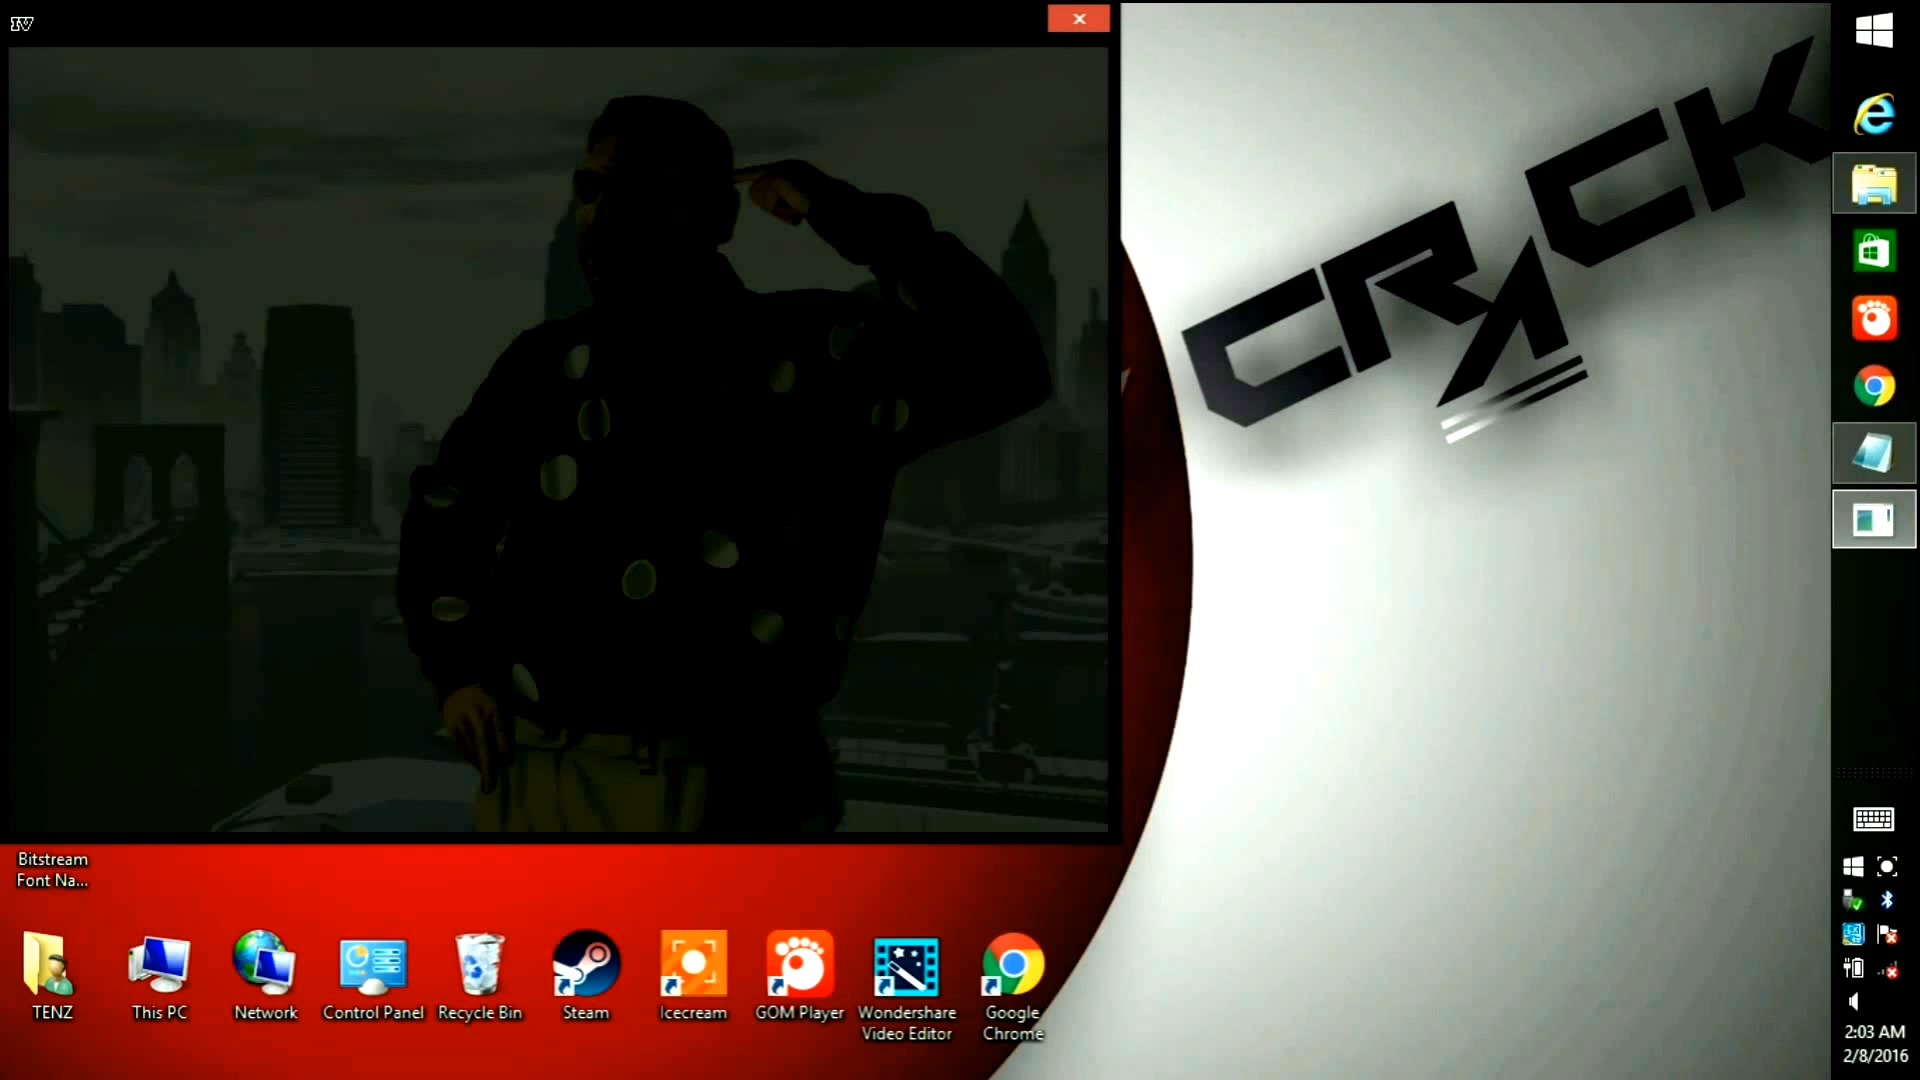 IV
CRACK
Bitstream
Font Na...
TENZ
This PC
Network
Control Panel
Recycle Bin
Steam
Icecream
GOM Player
Wondershare
Video Editor
Google
Chrome
2:03 AM
2/8/2016